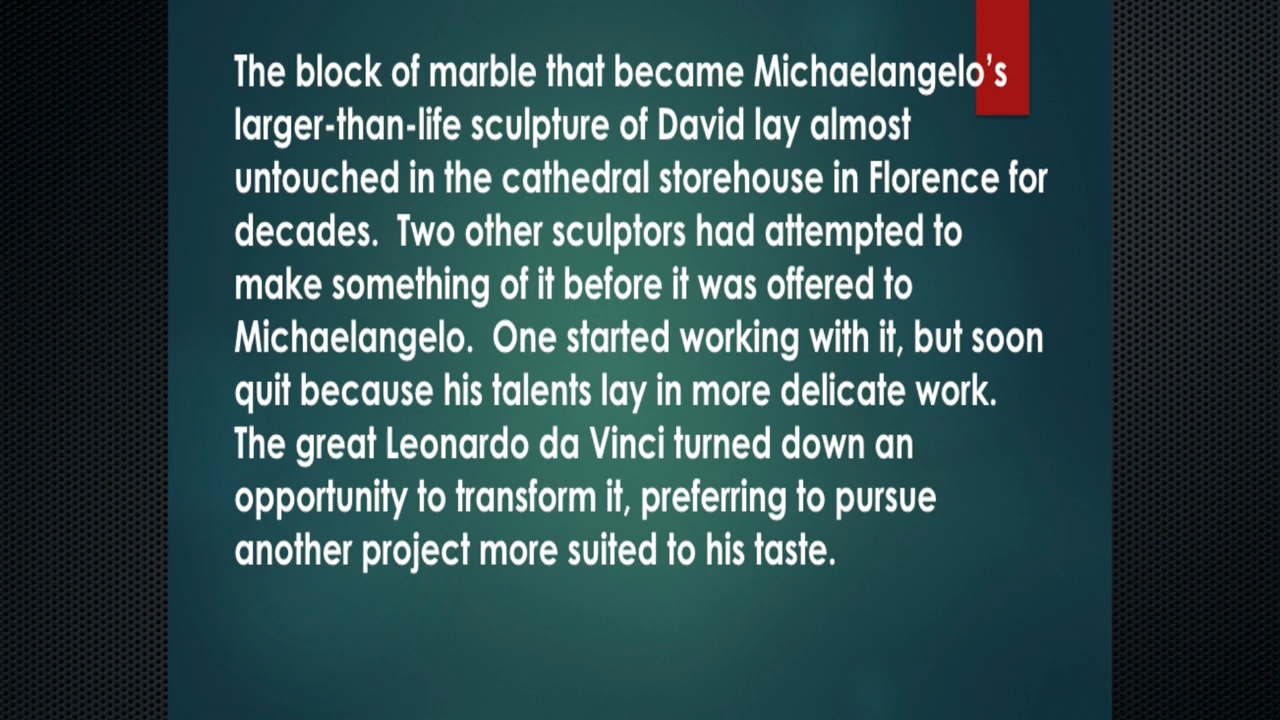 The block of marble that became Michaelangelo’s
larger-than-life sculpture of David lay almost
untouched in the cathedral storehouse in Florence for
decades.  Two other sculptors had attempted to
make something of it before it was offered to
Michaelangelo.  One started working with it, but soon
quit because his talents lay in more delicate work.
The great Leonardo da Vinci turned down an
opportunity to transform it, preferring to pursue
another project more suited to his taste.